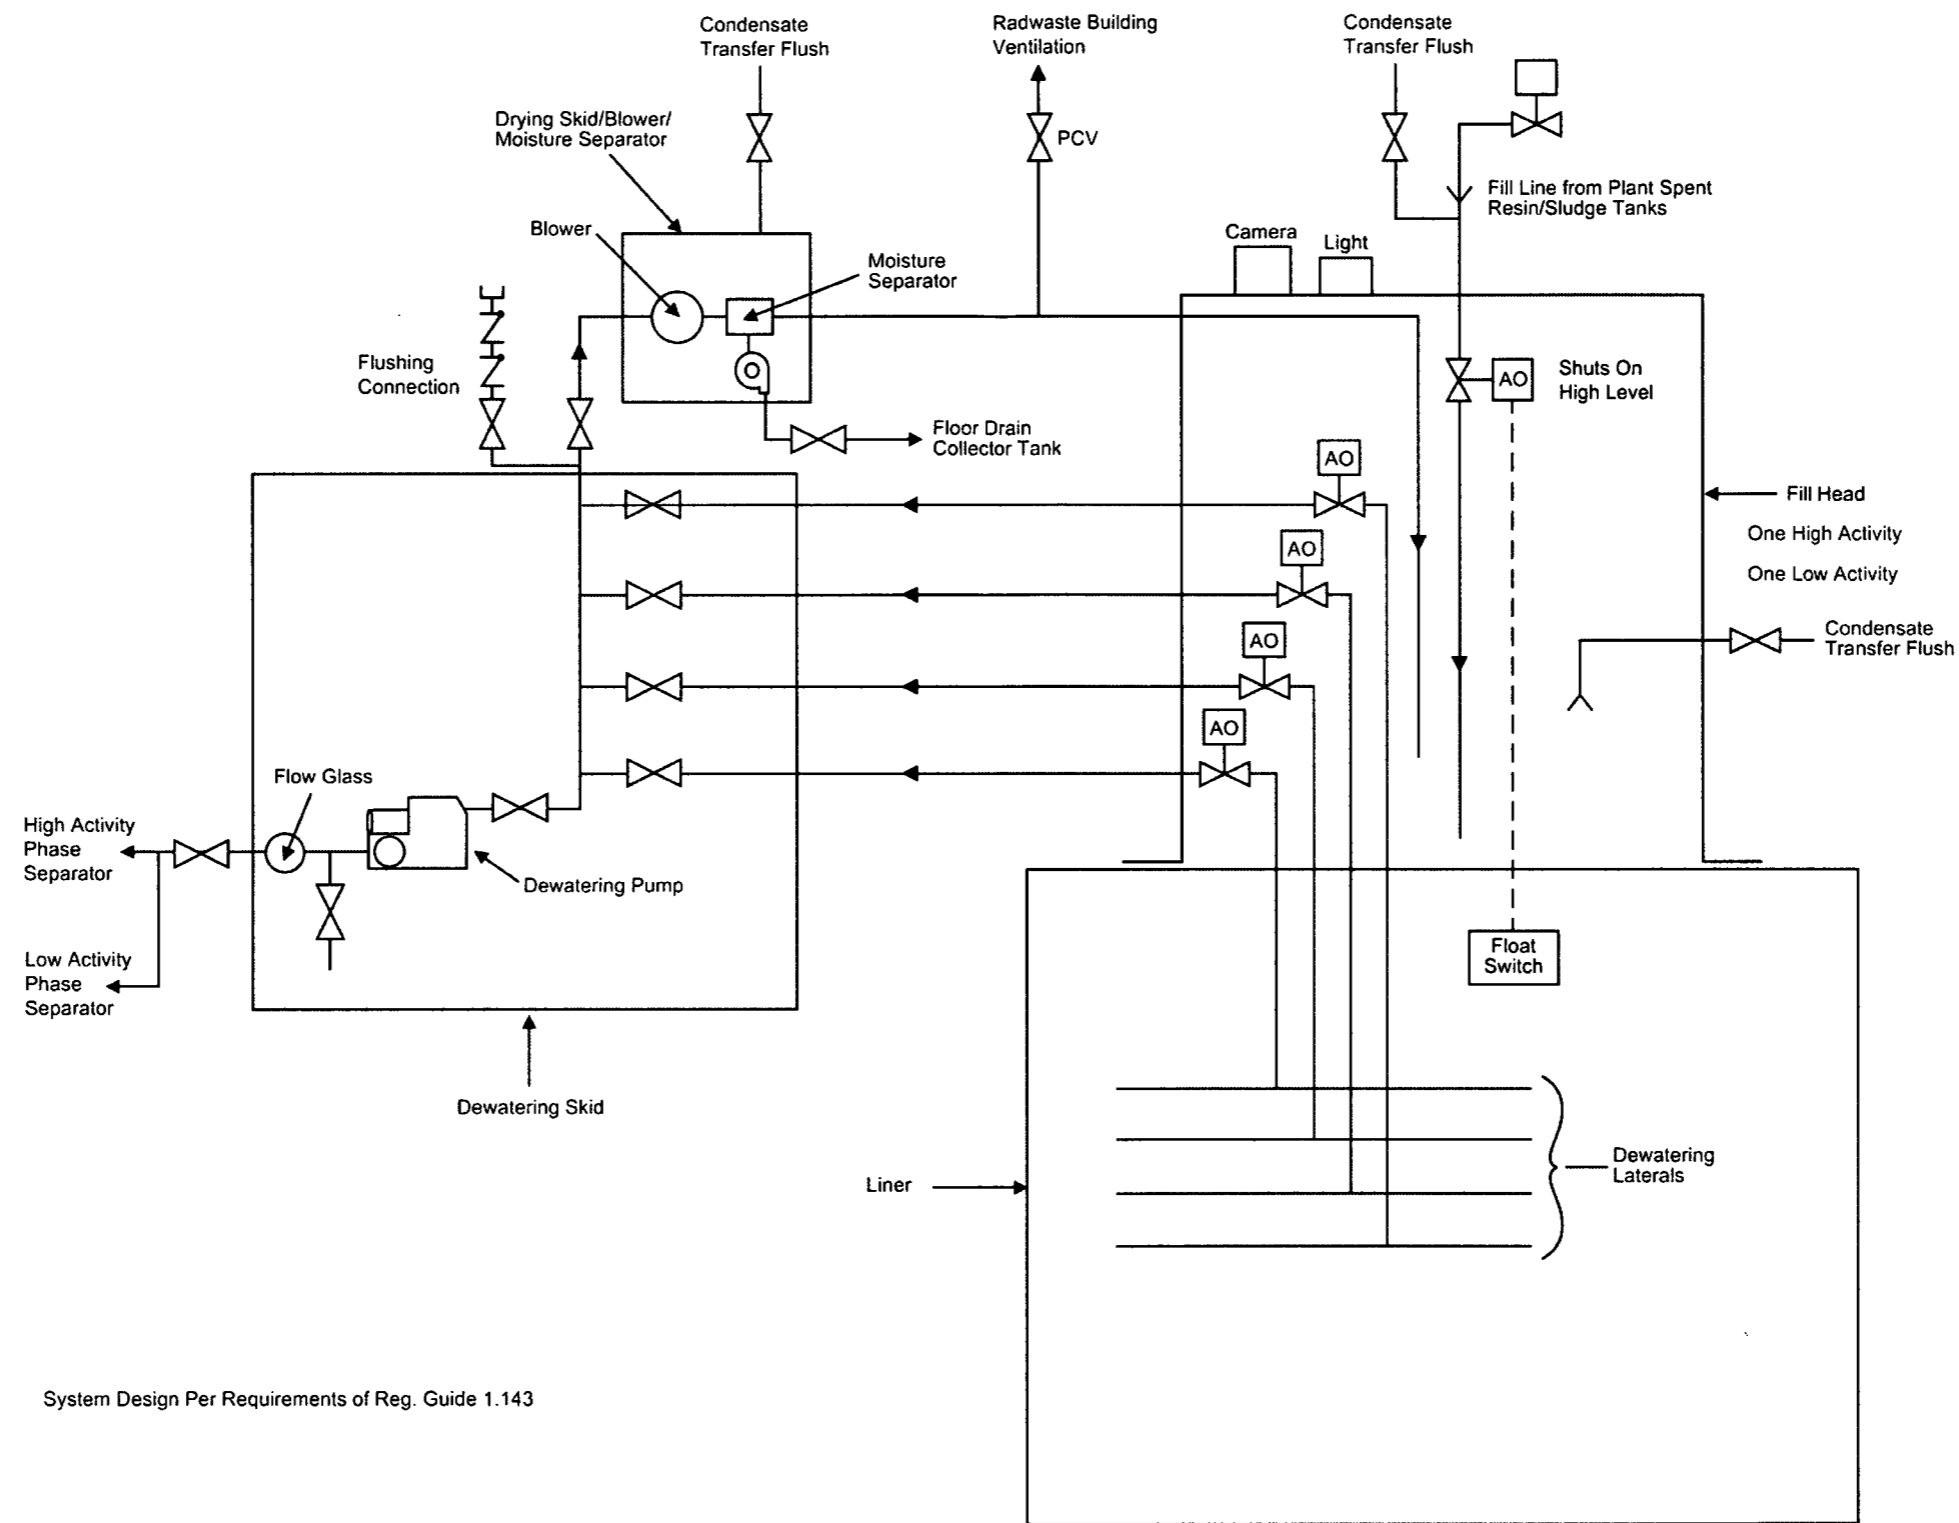 Condensate
Transfer Flush
Radwaste Building
Ventilation
Condensate
Transfer Flush
Drying Skid/Blower/
Moisture Separator
PCV
Fill Line from Plant Spent
Resin/Sludge Tanks
Blower
Camera
Light
Moisture
Separator
Flushing
Connection
AO
Shuts On
High Level
Floor Drain
Collector Tank
AO
Fill Head
One High Activity
One Low Activity
AO
AO
Condensate
Transfer Flush
AO
Flow Glass
High Activity
Phase
Separator
Dewatering Pump
Low Activity
Phase
Separator
Float
Switch
Dewatering Skid
Dewatering
Laterals
Liner
System Design Per Requirements of Reg. Guide 1.143